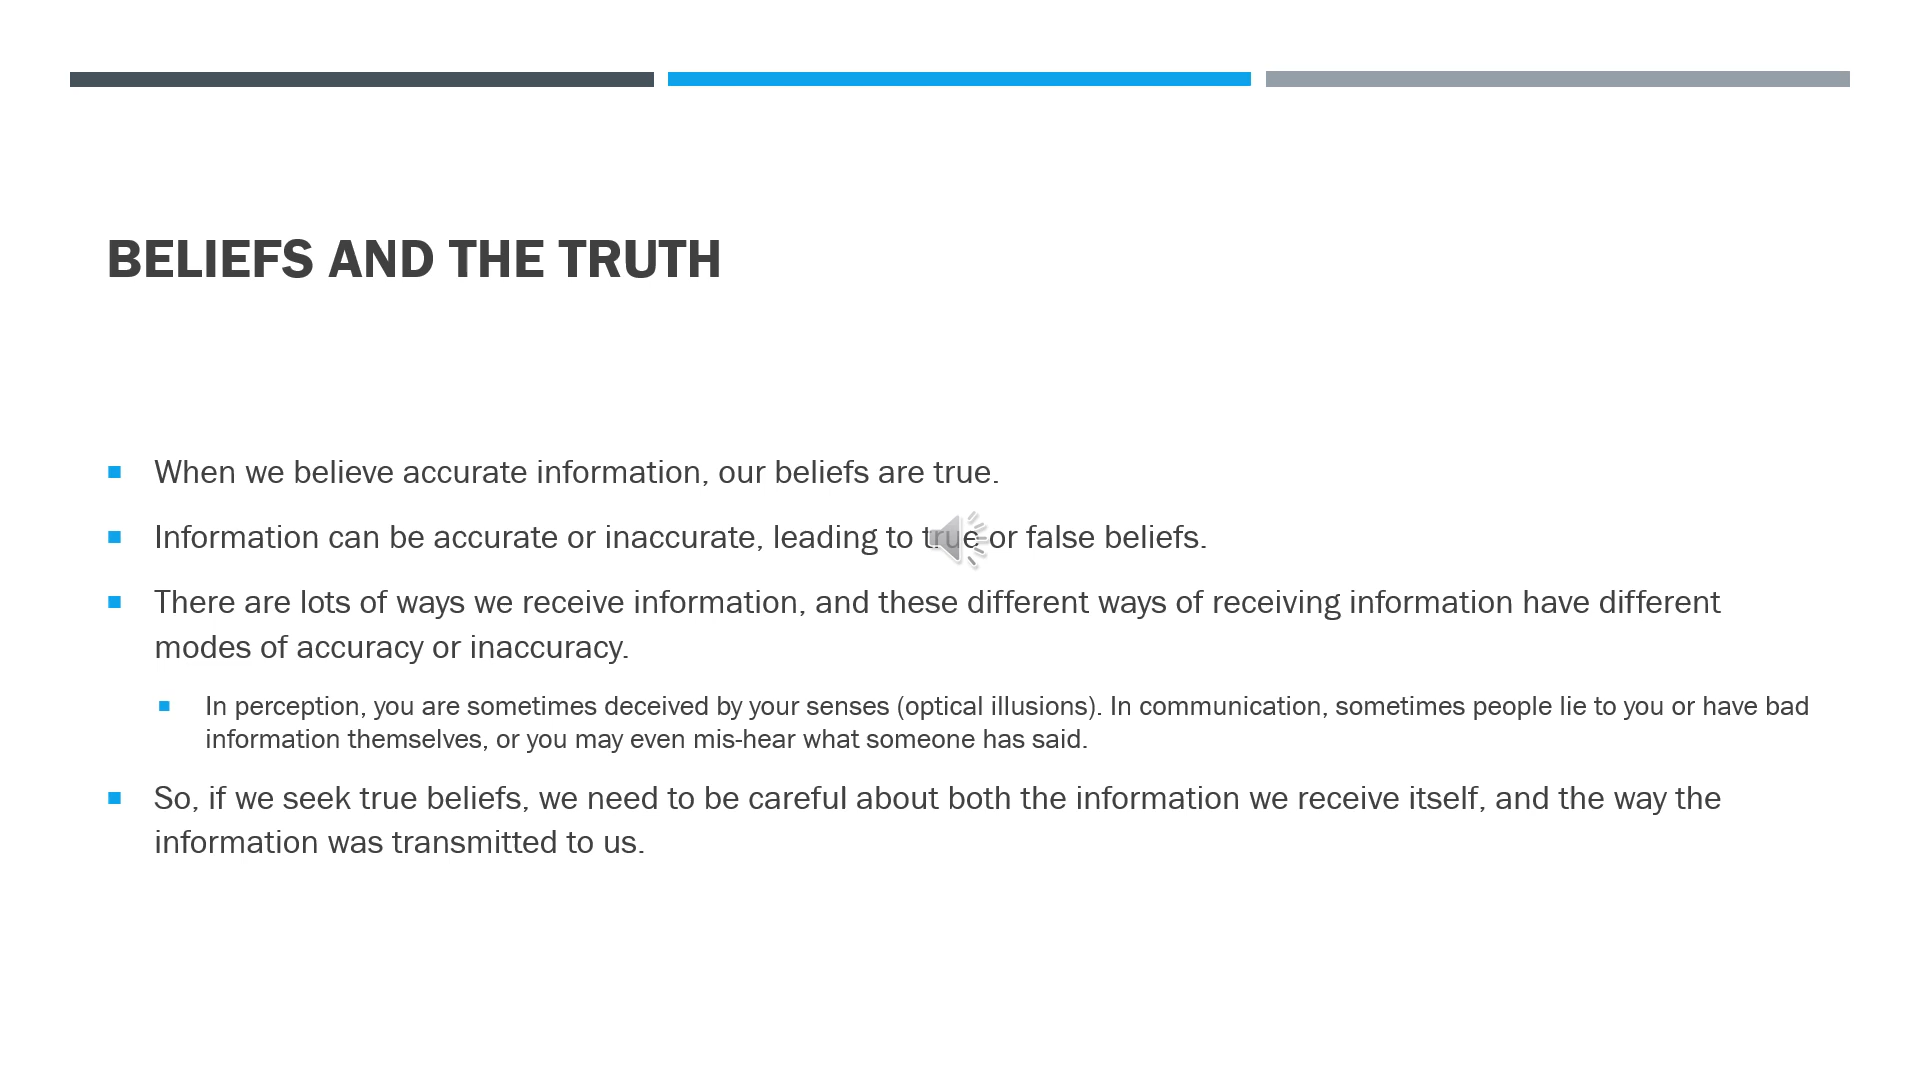 BELIEFS AND THE TRUTH
When we believe accurate information, our beliefs are true.
Information can be accurate or inaccurate, leading to true or false beliefs.
There are lots of ways we receive information, and these different ways of receiving information have different
modes of accuracy or inaccuracy.
In perception, you are sometimes deceived by your senses (optical illusions). In communication, sometimes people lie to you or have bad
information themselves, or you may even mis-hear what someone has said.
So, if we seek true beliefs, we need to be careful about both the information we receive itself, and the way the
information was transmitted to us.